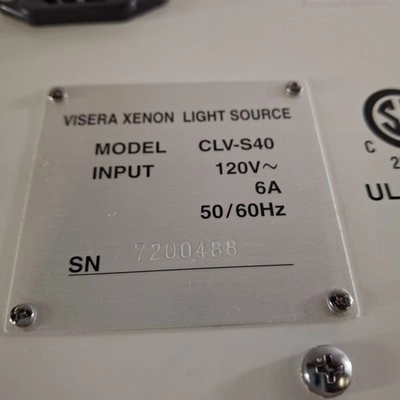 VISERA XENON LIGHT SOURCE
MODEL CLV-S40
INPUT 120V~
6A
50/60Hz
SN 7200488
C
UL